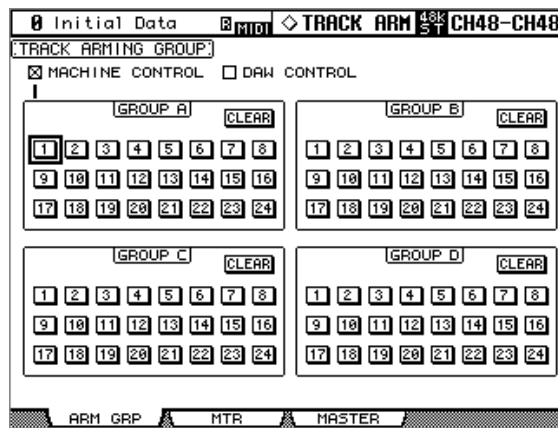 0 Initial Data B MIDI ◇TRACK ARM 48k ST CH48-CH48
TRACK ARMING GROUP
MACHINE CONTROL DAW CONTROL
GROUP A CLEAR
1 2 3 4 5 6 7 8
9 10 11 12 13 14 15 16
17 18 19 20 21 22 23 24
GROUP B CLEAR
1 2 3 4 5 6 7 8
9 10 11 12 13 14 15 16
17 18 19 20 21 22 23 24
GROUP C CLEAR
1 2 3 4 5 6 7 8
9 10 11 12 13 14 15 16
17 18 19 20 21 22 23 24
GROUP D CLEAR
1 2 3 4 5 6 7 8
9 10 11 12 13 14 15 16
17 18 19 20 21 22 23 24
ARM GRP MTR MASTER